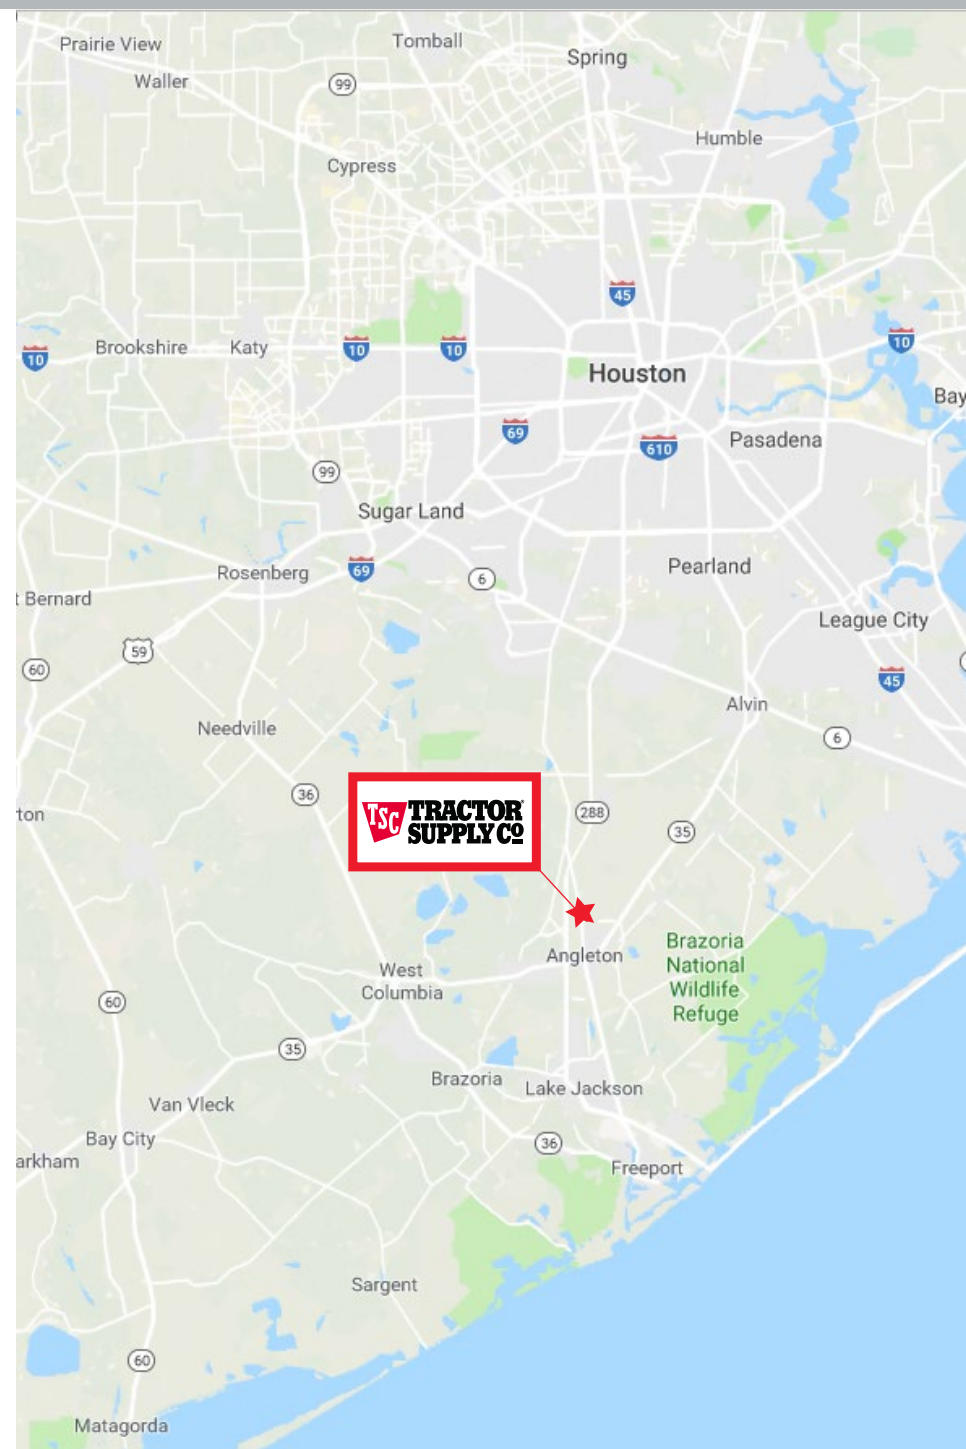 Prairie View
Tomball
Spring
Waller
99
Humble
Cypress
45
10
Brookshire
Katy
10
10
10
Houston
Bay
69
610
Pasadena
99
Sugar Land
Rosenberg
69
6
Pearland
t Bernard
League City
59
60
45
Alvin
Needville
6
36
rton
TSC TRACTOR
SUPPLY CO
288
35
Angleton
Brazoria
National
Wildlife
Refuge
West
Columbia
60
35
Brazoria
Lake Jackson
Van Vleck
Bay City
36
arkham
Freeport
Sargent
60
Matagorda